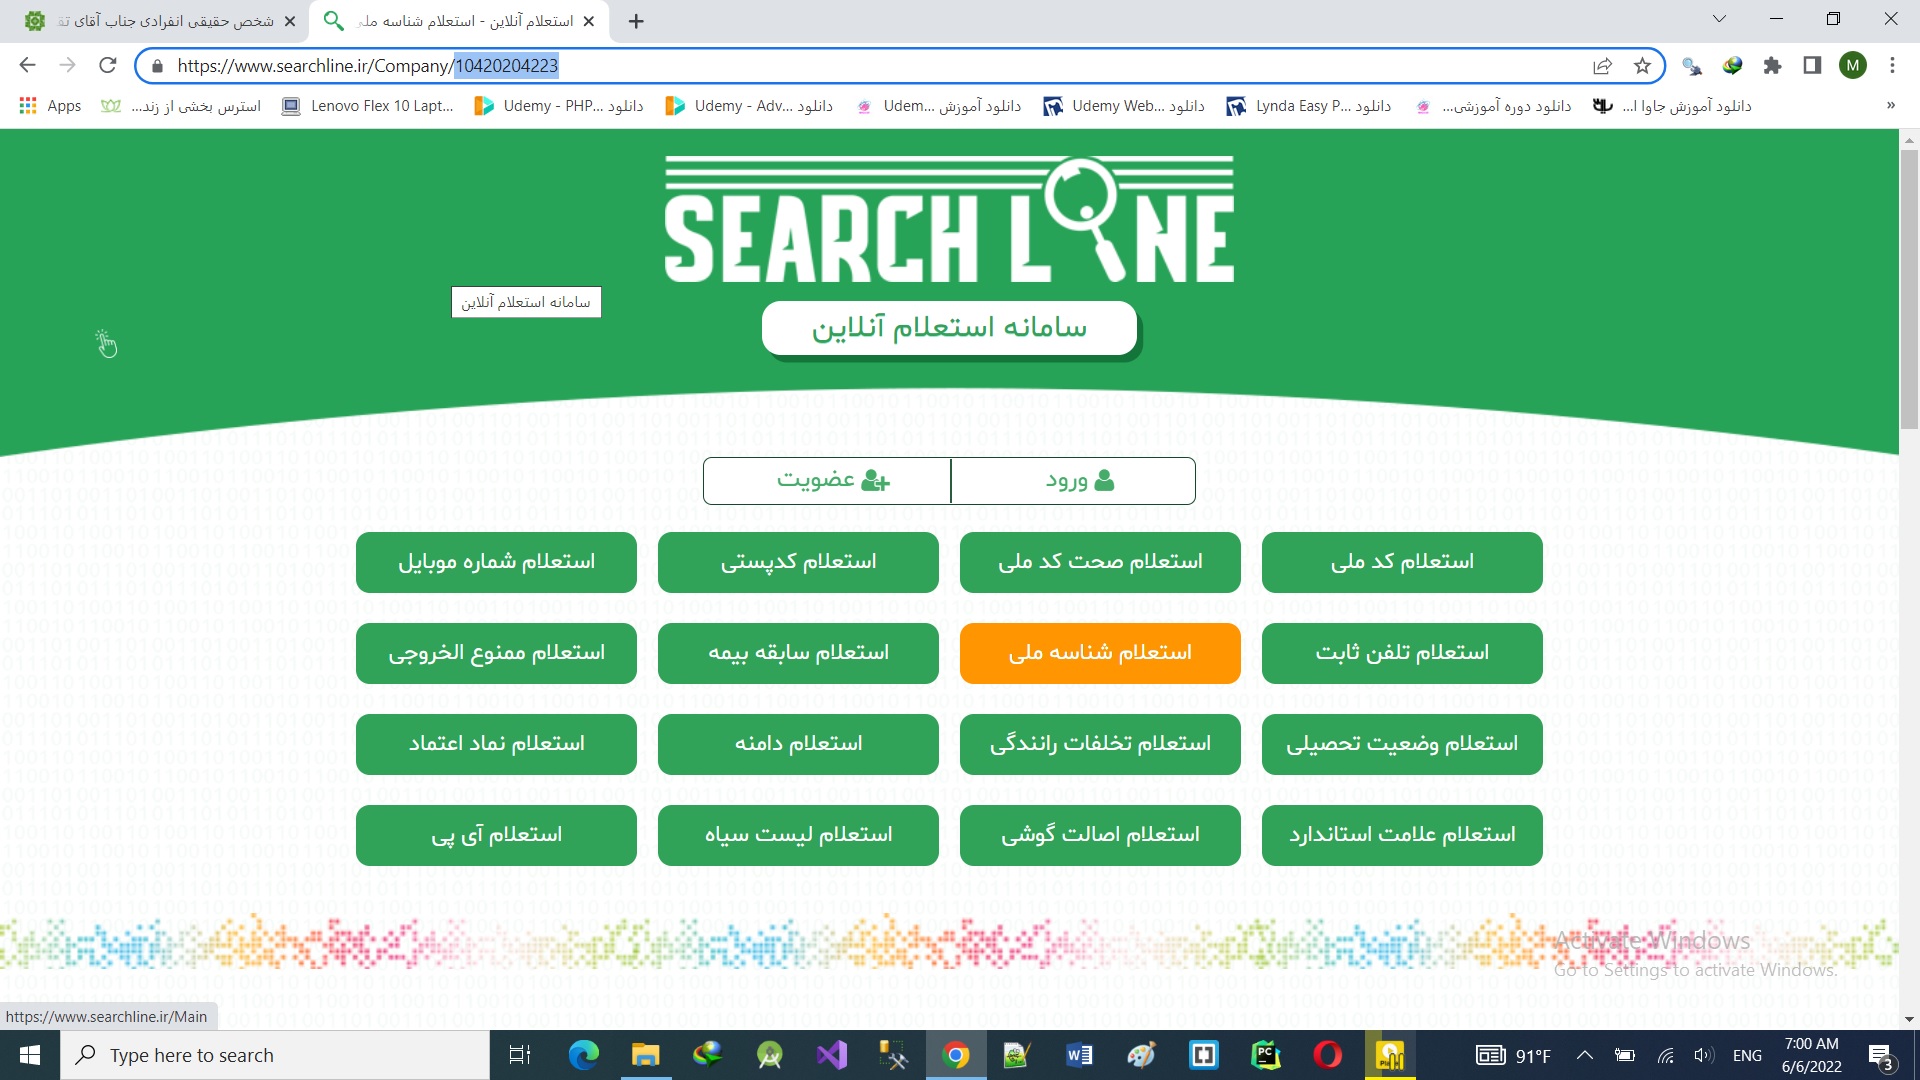 شخص حقیقی انفرادی جناب آقای تق
استعلام آنلاین - استعلام شناسه ملی
https://www.searchline.ir/Company/10420204223
M
Apps
استرس بخشی از زند...
Lenovo Flex 10 Lapt...
دانلود Udemy - PHP...
دانلود Udemy - Adv...
دانلود آموزش Udem...
دانلود Udemy Web...
دانلود Lynda Easy P...
دانلود دوره آموزشی...
دانلود آموزش جاوا ا...
»
SEARCH LINE
سامانه استعلام آنلاین
سامانه استعلام آنلاین
ورود
عضویت
استعلام کد ملی
استعلام صحت کد ملی
استعلام کدپستی
استعلام شماره موبایل
استعلام تلفن ثابت
استعلام شناسه ملی
استعلام سابقه بیمه
استعلام ممنوع الخروجی
استعلام وضعیت تحصیلی
استعلام تخلفات رانندگی
استعلام دامنه
استعلام نماد اعتماد
استعلام علامت استاندارد
استعلام اصالت گوشی
استعلام لیست سیاه
استعلام آی پی
Activate Windows
Go to Settings to activate Windows.
https://www.searchline.ir/Main
Type here to search
PC
91°F
ENG
7:00 AM
6/6/2022
3